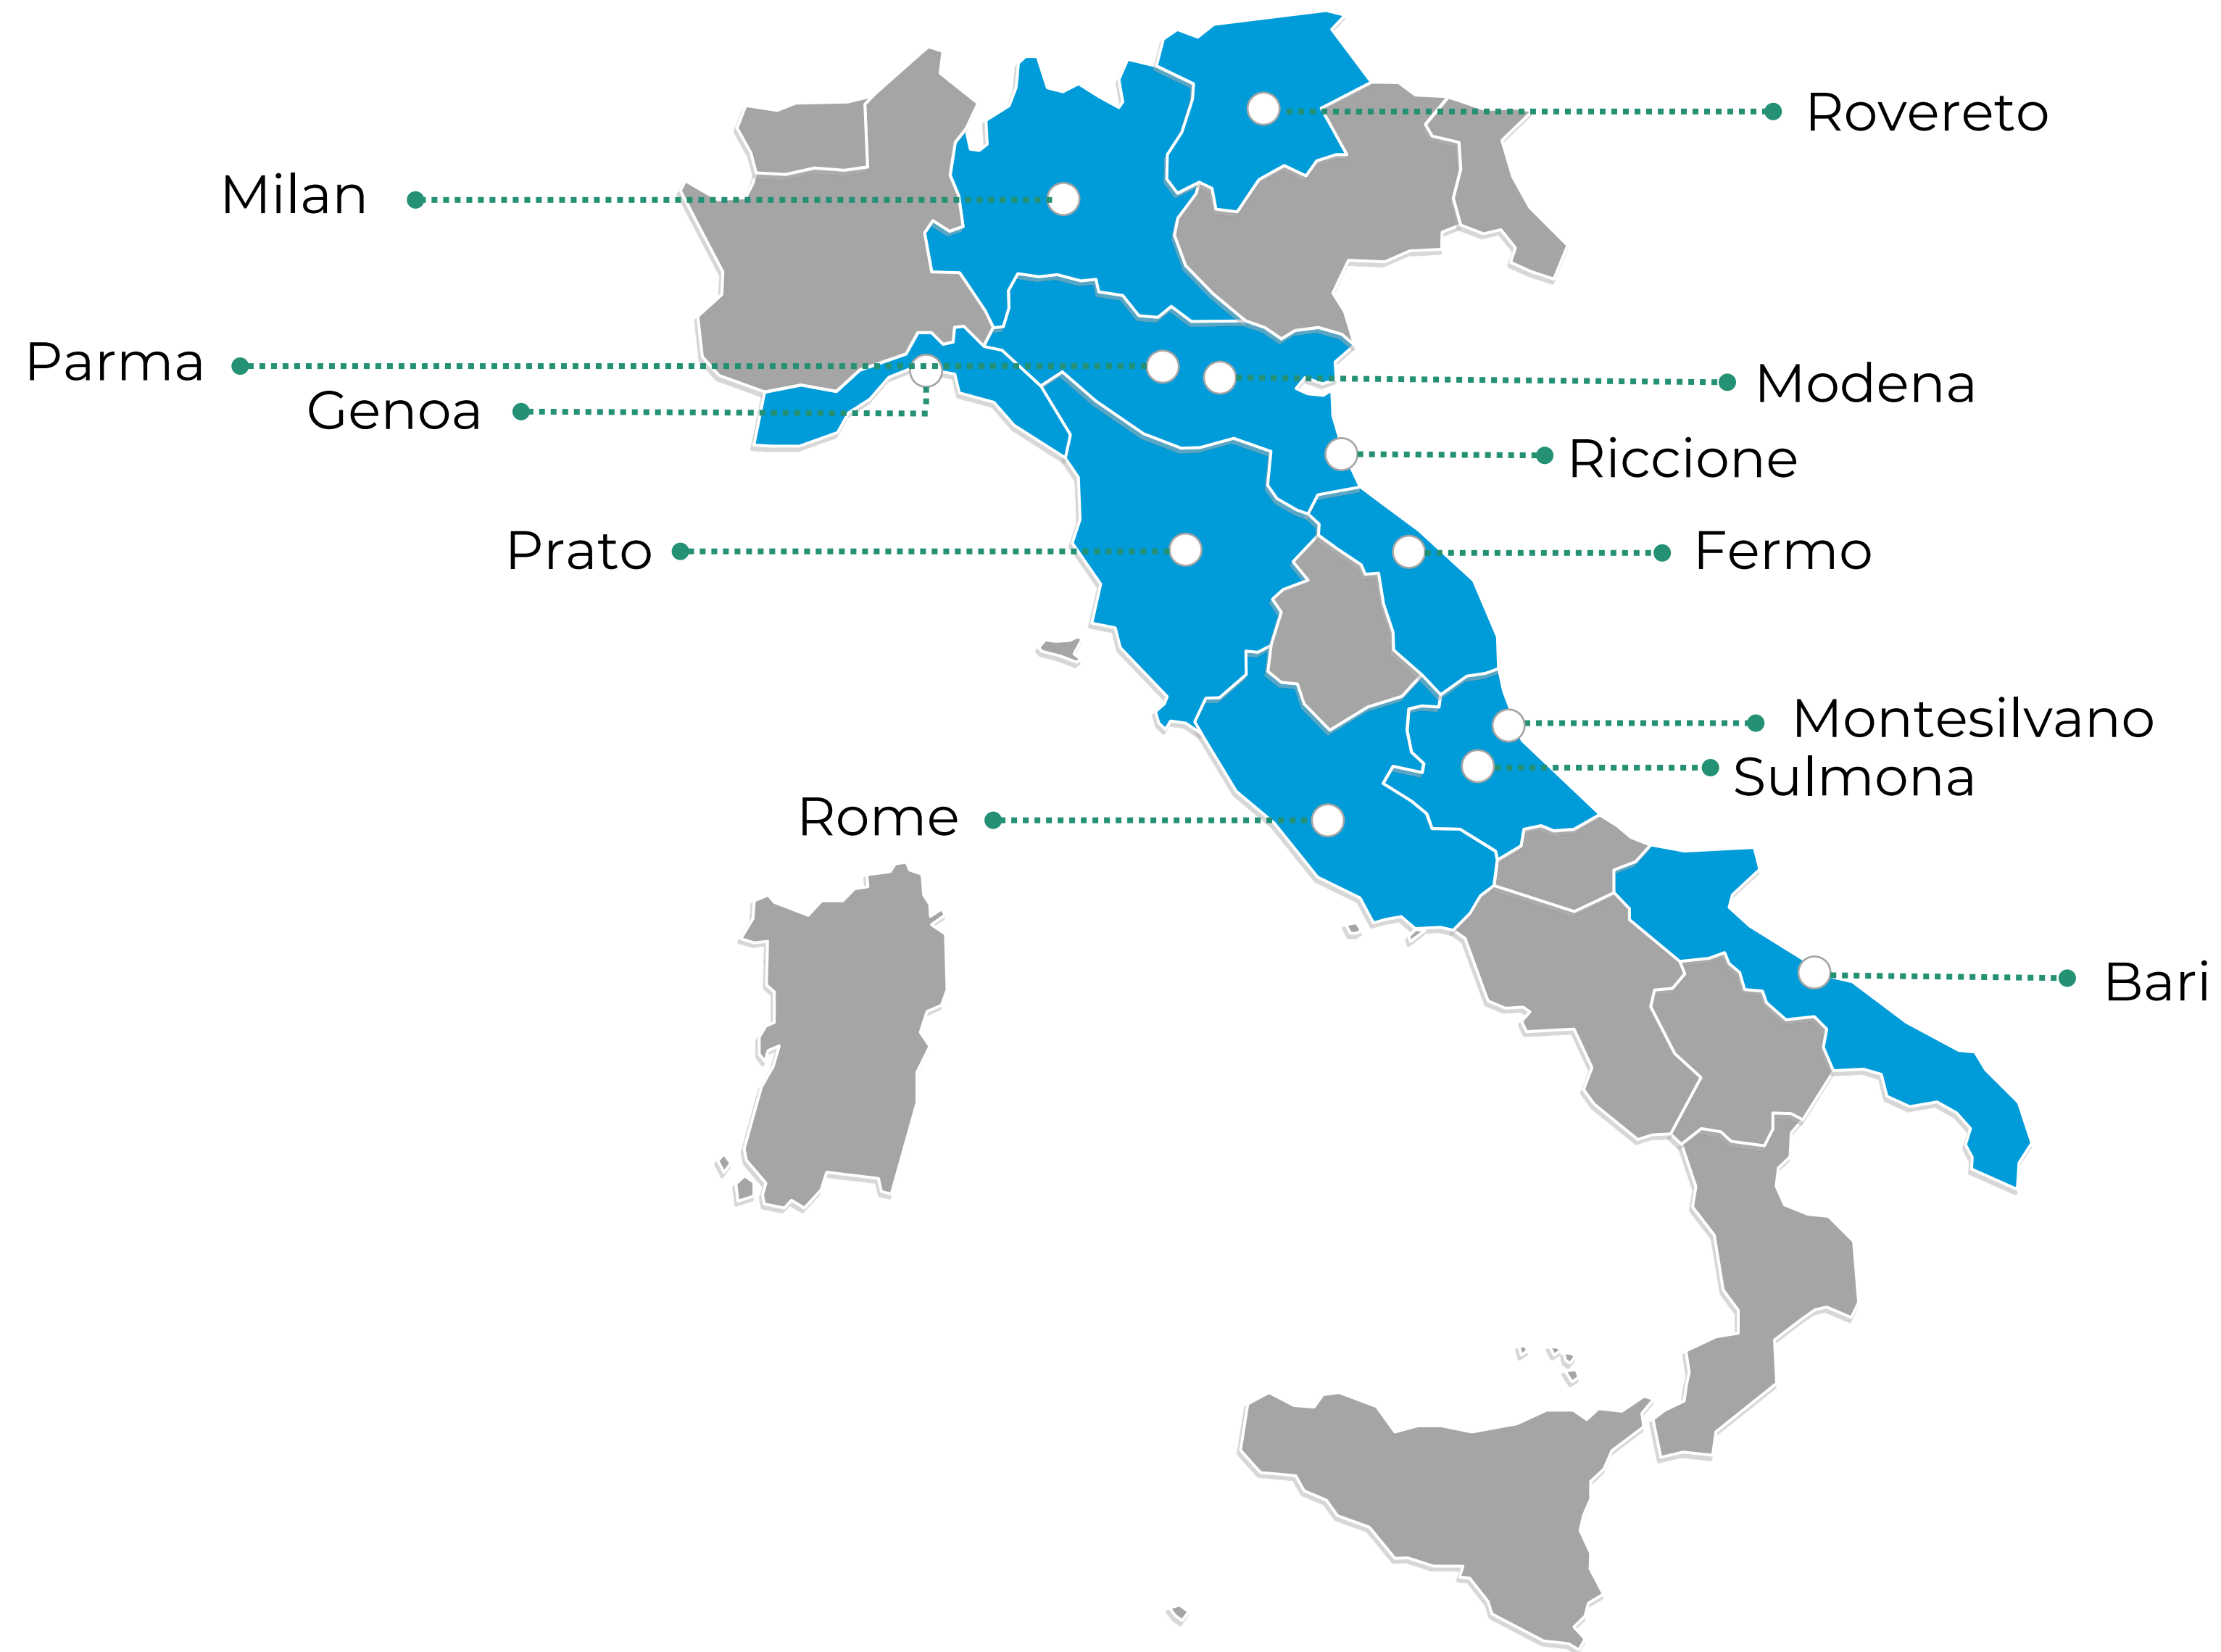 Rovereto
Milan
Parma
Modena
Genoa
Riccione
Prato
Fermo
Montesilvano
Sulmona
Rome
Bari